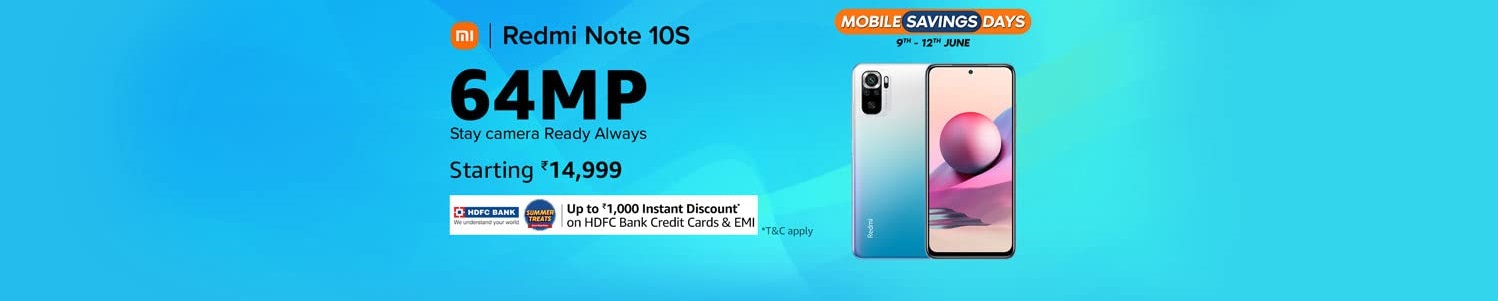 mi | Redmi Note 10S
64MP
Stay camera Ready Always
Starting ₹14,999
HDFC BANK
We understand your world
SUMMER
TREATS
Up to ₹1,000 Instant Discount*
on HDFC Bank Credit Cards & EMI
*T&C apply
MOBILE SAVINGS DAYS
9TH - 12TH JUNE
Redmi